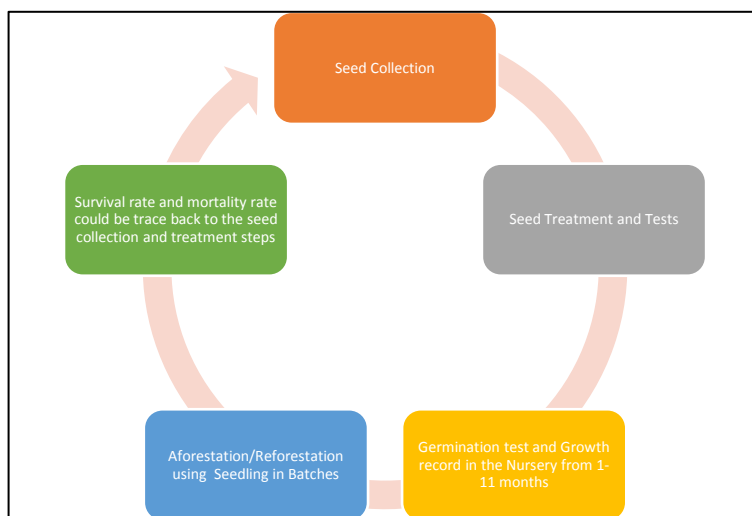 Seed Collection
Seed Treatment and Tests
Germination test and Growth
record in the Nursery from 1-
11 months
Aforestation/Reforestation
using  Seedling in Batches
Survival rate and mortality rate
could be trace back to the seed
collection and treatment steps